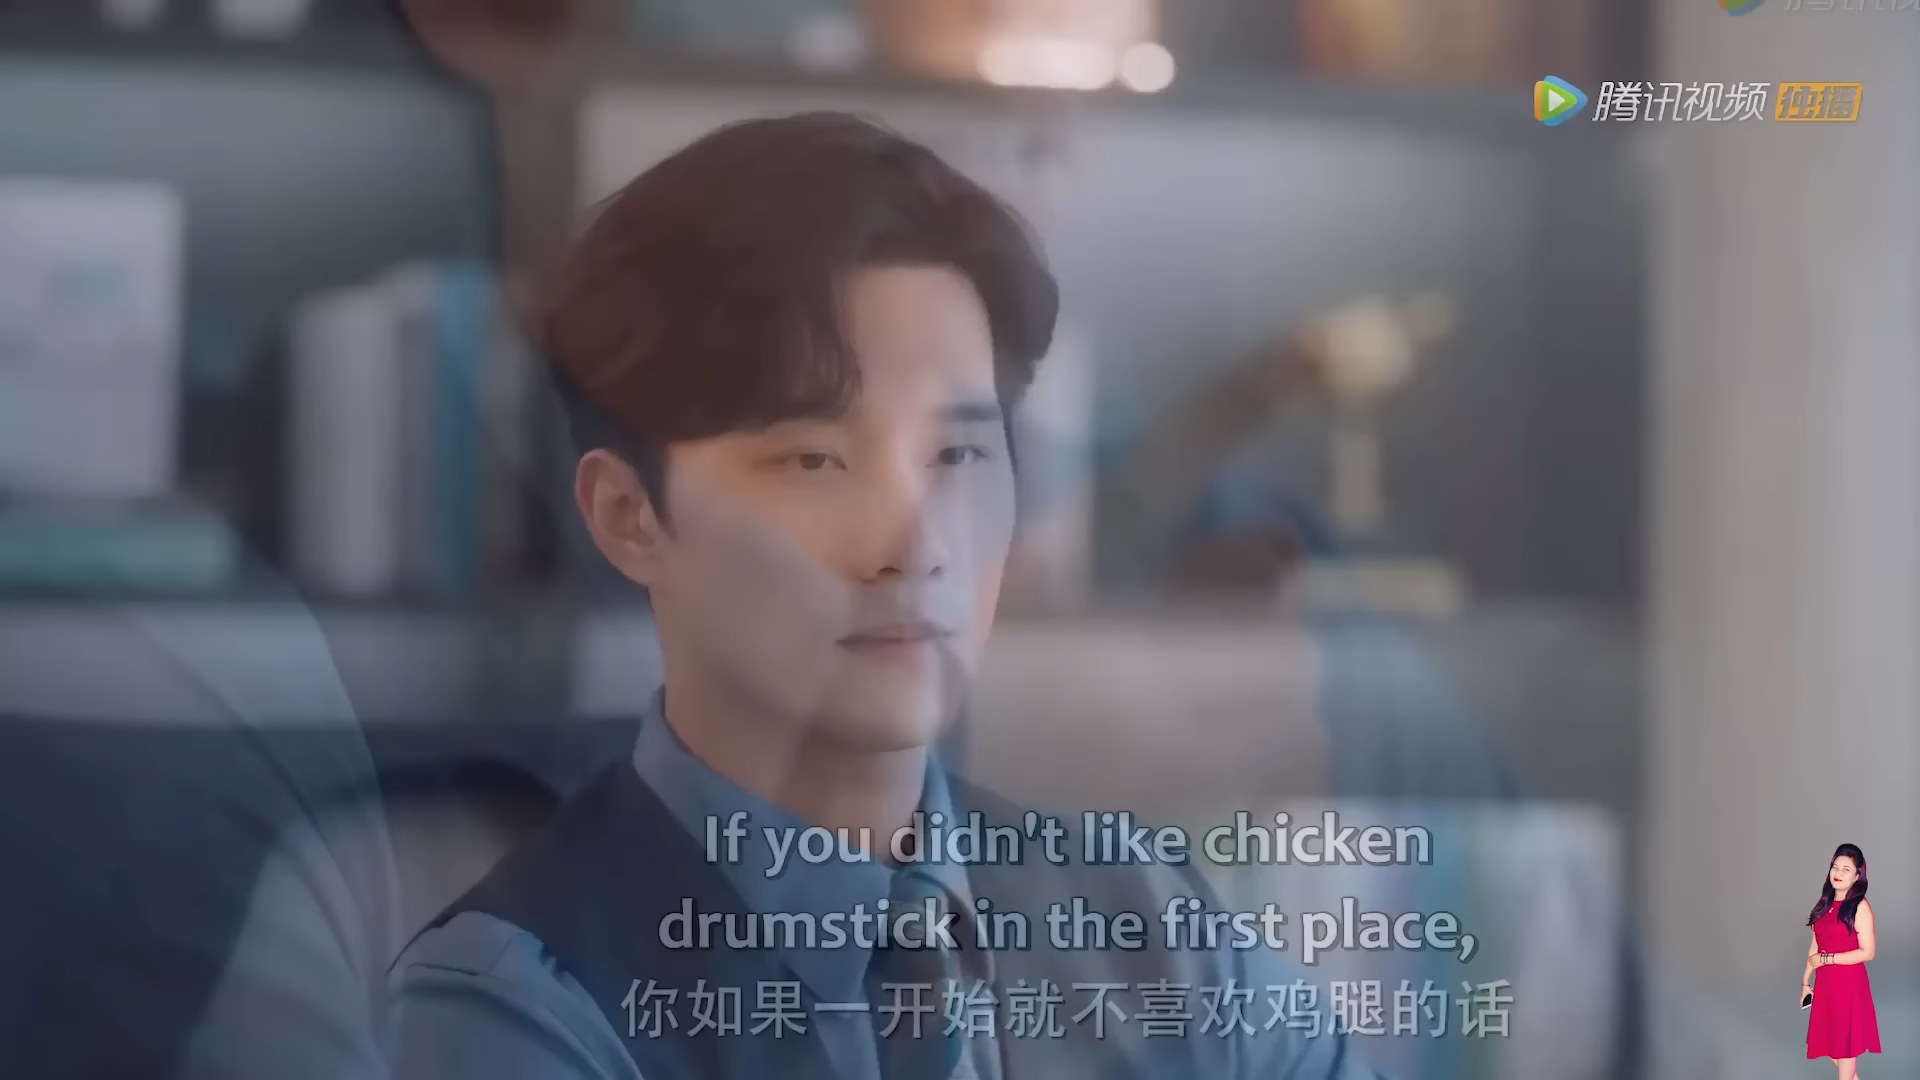 腾讯视频 独播
If you didn't like chicken
drumstick in the first place,
你如果一开始就不喜欢鸡腿的话